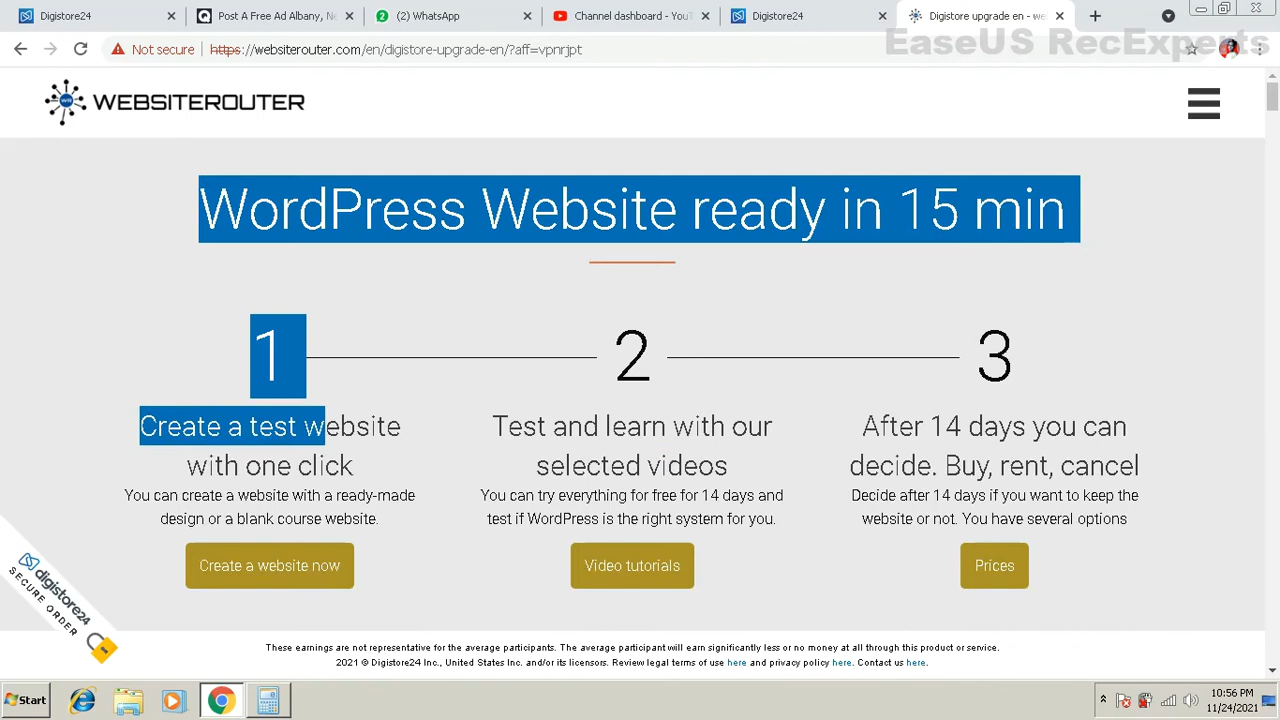 Digistore24
Post A Free Ad Albany, Ne
(2) WhatsApp
Channel dashboard - YouT
Digistore24
Digistore upgrade en - we
Not secure
https://websiterouter.com/en/digistore-upgrade-en/?aff=vpnrjpt
EaseUS RecExperts
WR
WEBSITEROUTER
WordPress Website ready in 15 min
1
2
3
Create a test website
with one click
Test and learn with our
selected videos
After 14 days you can
decide. Buy, rent, cancel
You can create a website with a ready-made
design or a blank course website.
You can try everything for free for 14 days and
test if WordPress is the right system for you.
Decide after 14 days if you want to keep the
website or not. You have several options
Create a website now
Video tutorials
Prices
digistore24
SECURE ORDER
These earnings are not representative for the average participants. The average participant will earn significantly less or no money at all through this product or service.
2021 © Digistore24 Inc., United States Inc. and/or its licensors. Review legal terms of use here and privacy policy here. Contact us here.
Start
10:56 PM
11/24/2021